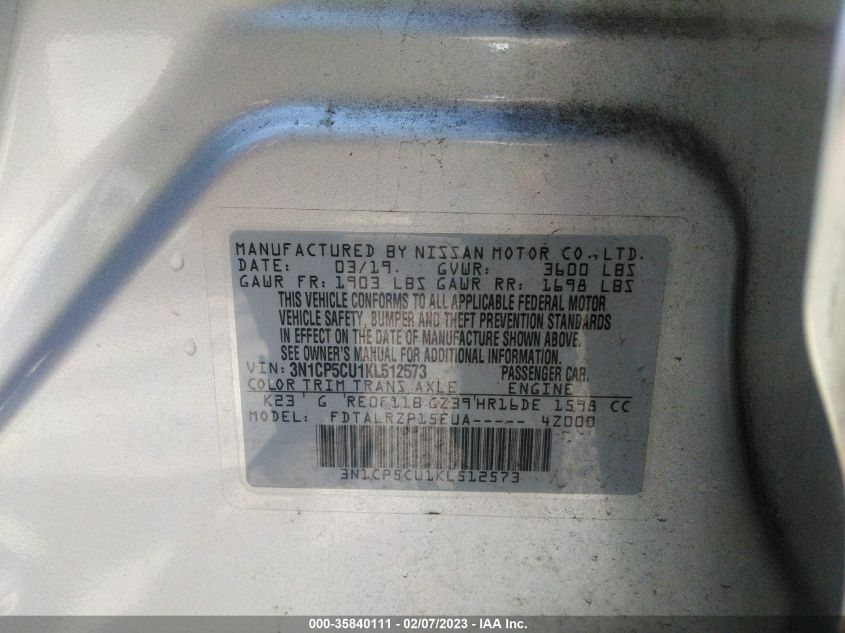 MANUFACTURED BY NISSAN MOTOR CO., LTD.
DATE: 03/19. GVWR: 3600 LBS
GAWR FR: 1903 LBS GAWR RR: 1698 LBS
THIS VEHICLE CONFORMS TO ALL APPLICABLE FEDERAL MOTOR
VEHICLE SAFETY, BUMPER AND THEFT PREVENTION STANDARDS
IN EFFECT ON THE DATE OF MANUFACTURE SHOWN ABOVE.
SEE OWNER'S MANUAL FOR ADDITIONAL INFORMATION.
VIN: 3N1CP5CU1KL512573 PASSENGER CAR.
COLOR TRIM TRANS AXLE ENGINE
K23 G RE0F11B GZ39 HR16DE 1598 CC
MODEL: FDTALRZP15EUA----- 4Z000
3N1CP5CU1KL512573
000-35840111 - 02/07/2023 - IAA Inc.